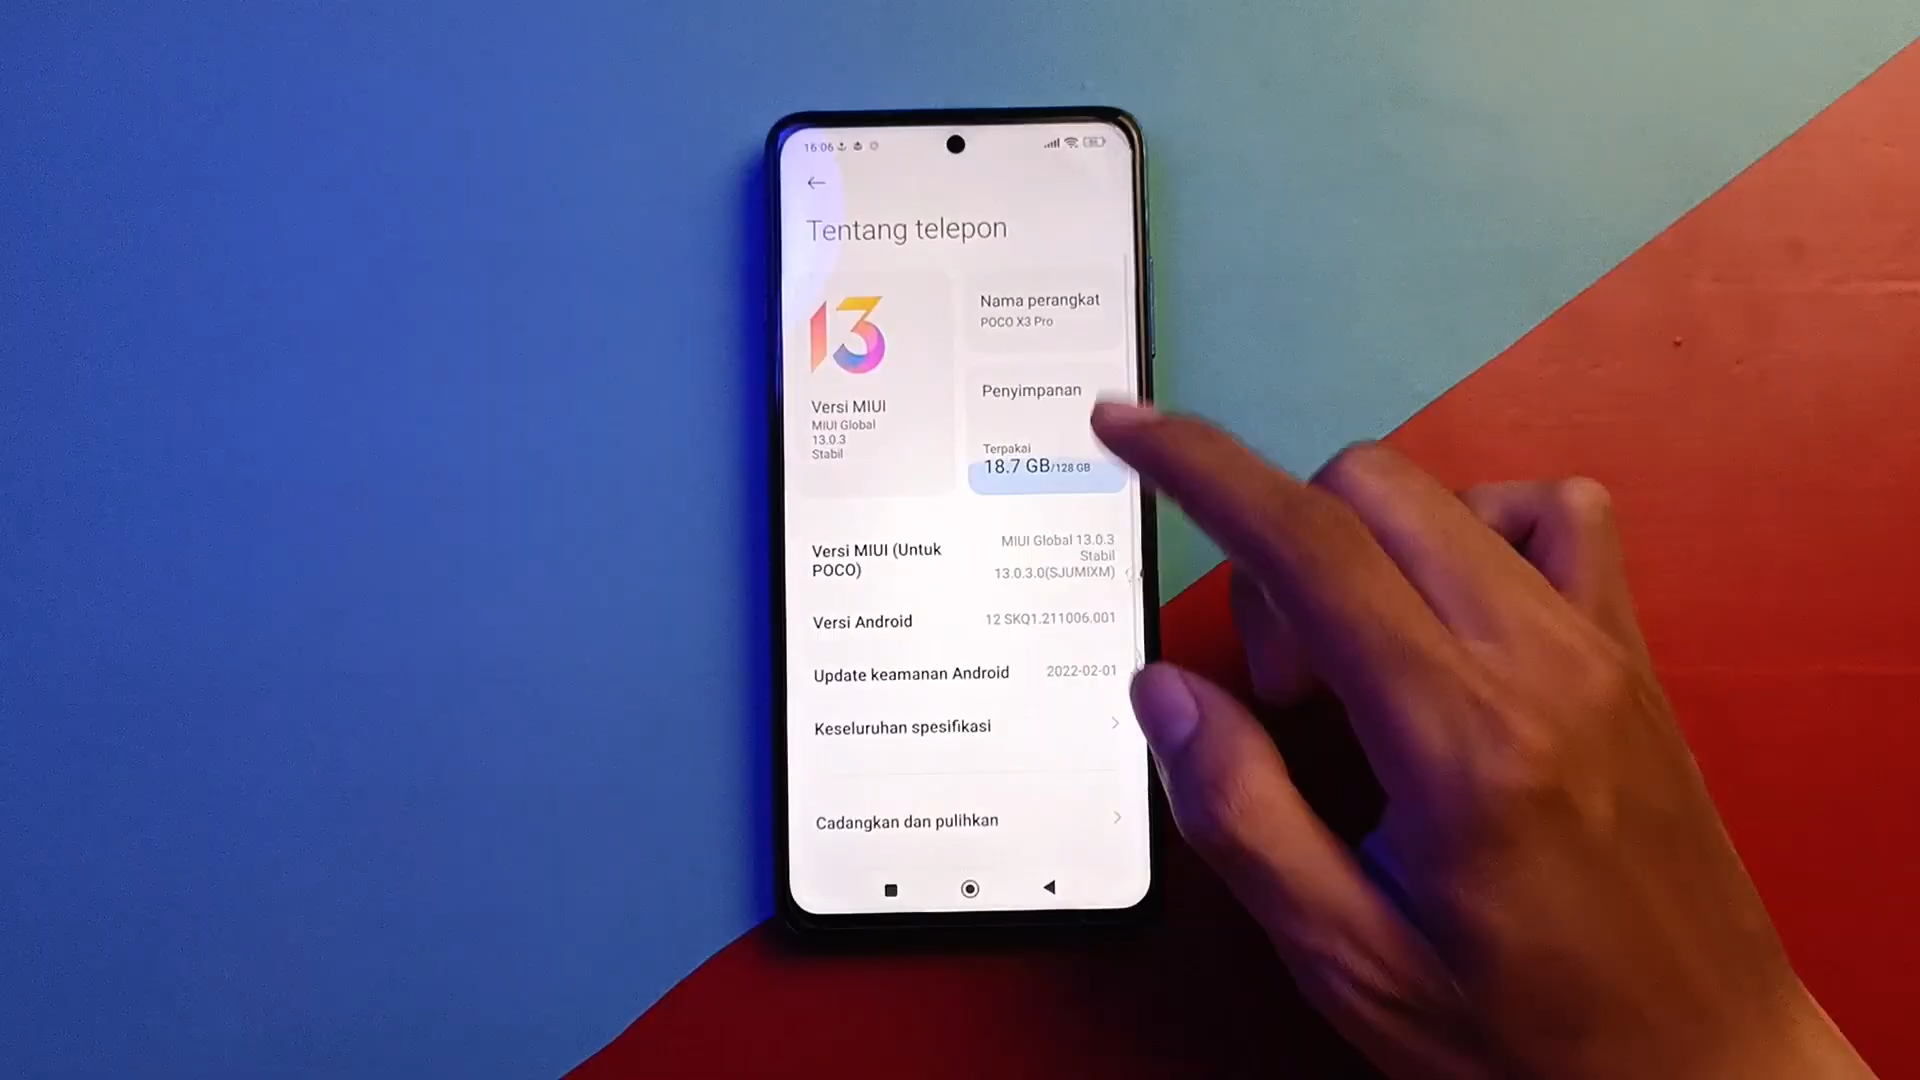 16:06
Tentang telepon
13
Versi MIUI
MIUI Global
13.0.3
Stabil
Nama perangkat
POCO X3 Pro
Penyimpanan
Terpakai
18.7 GB/128 GB
Versi MIUI (Untuk
POCO)
MIUI Global 13.0.3
Stabil
13.0.3.0(SJUMIXM)
Versi Android
12 SKQ1.211006.001
Update keamanan Android
2022-02-01
Keseluruhan spesifikasi
Cadangkan dan pulihkan